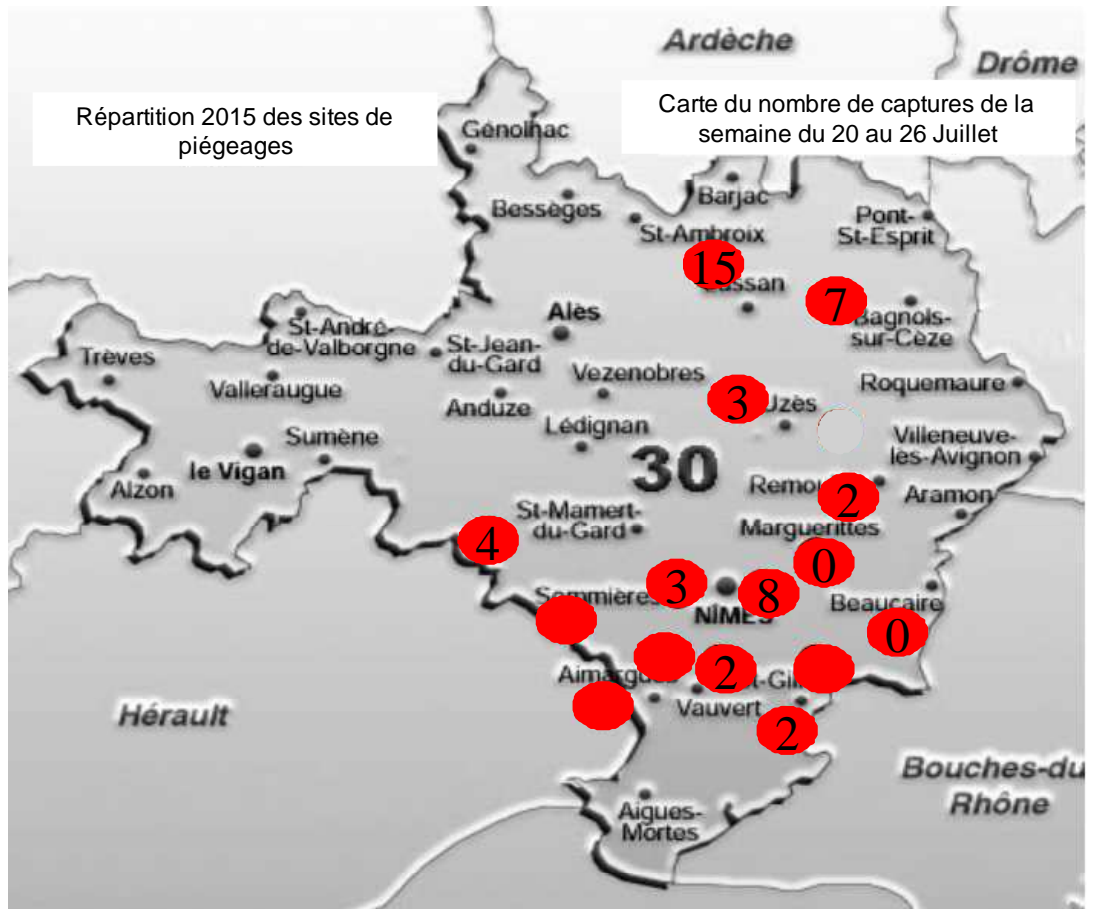 Ardèche
Drôme
Répartition 2015 des sites de
piégeages
Carte du nombre de captures de la
semaine du 20 au 26 Juillet
Génolhac
Barjac
Bessèges
St-Ambroix
Pont-
St-Esprit
15
7
Alès
Bagnols-
sur-Cèze
St-André-
de-Valborgne
St-Jean-
du-Gard
Trèves
Valleraugue
Vezenobres
Roquemaure
3
Anduze
Lédignan
Sumène
le Vigan
30
Villeneuve-
lès-Avignon
Alzon
2
Aramon
St-Mamert-
du-Gard
Marguerittes
4
0
3
8
Beaucaire
0
2
Vauvert
2
Hérault
Bouches-du
Rhône
Aigues-
Mortes